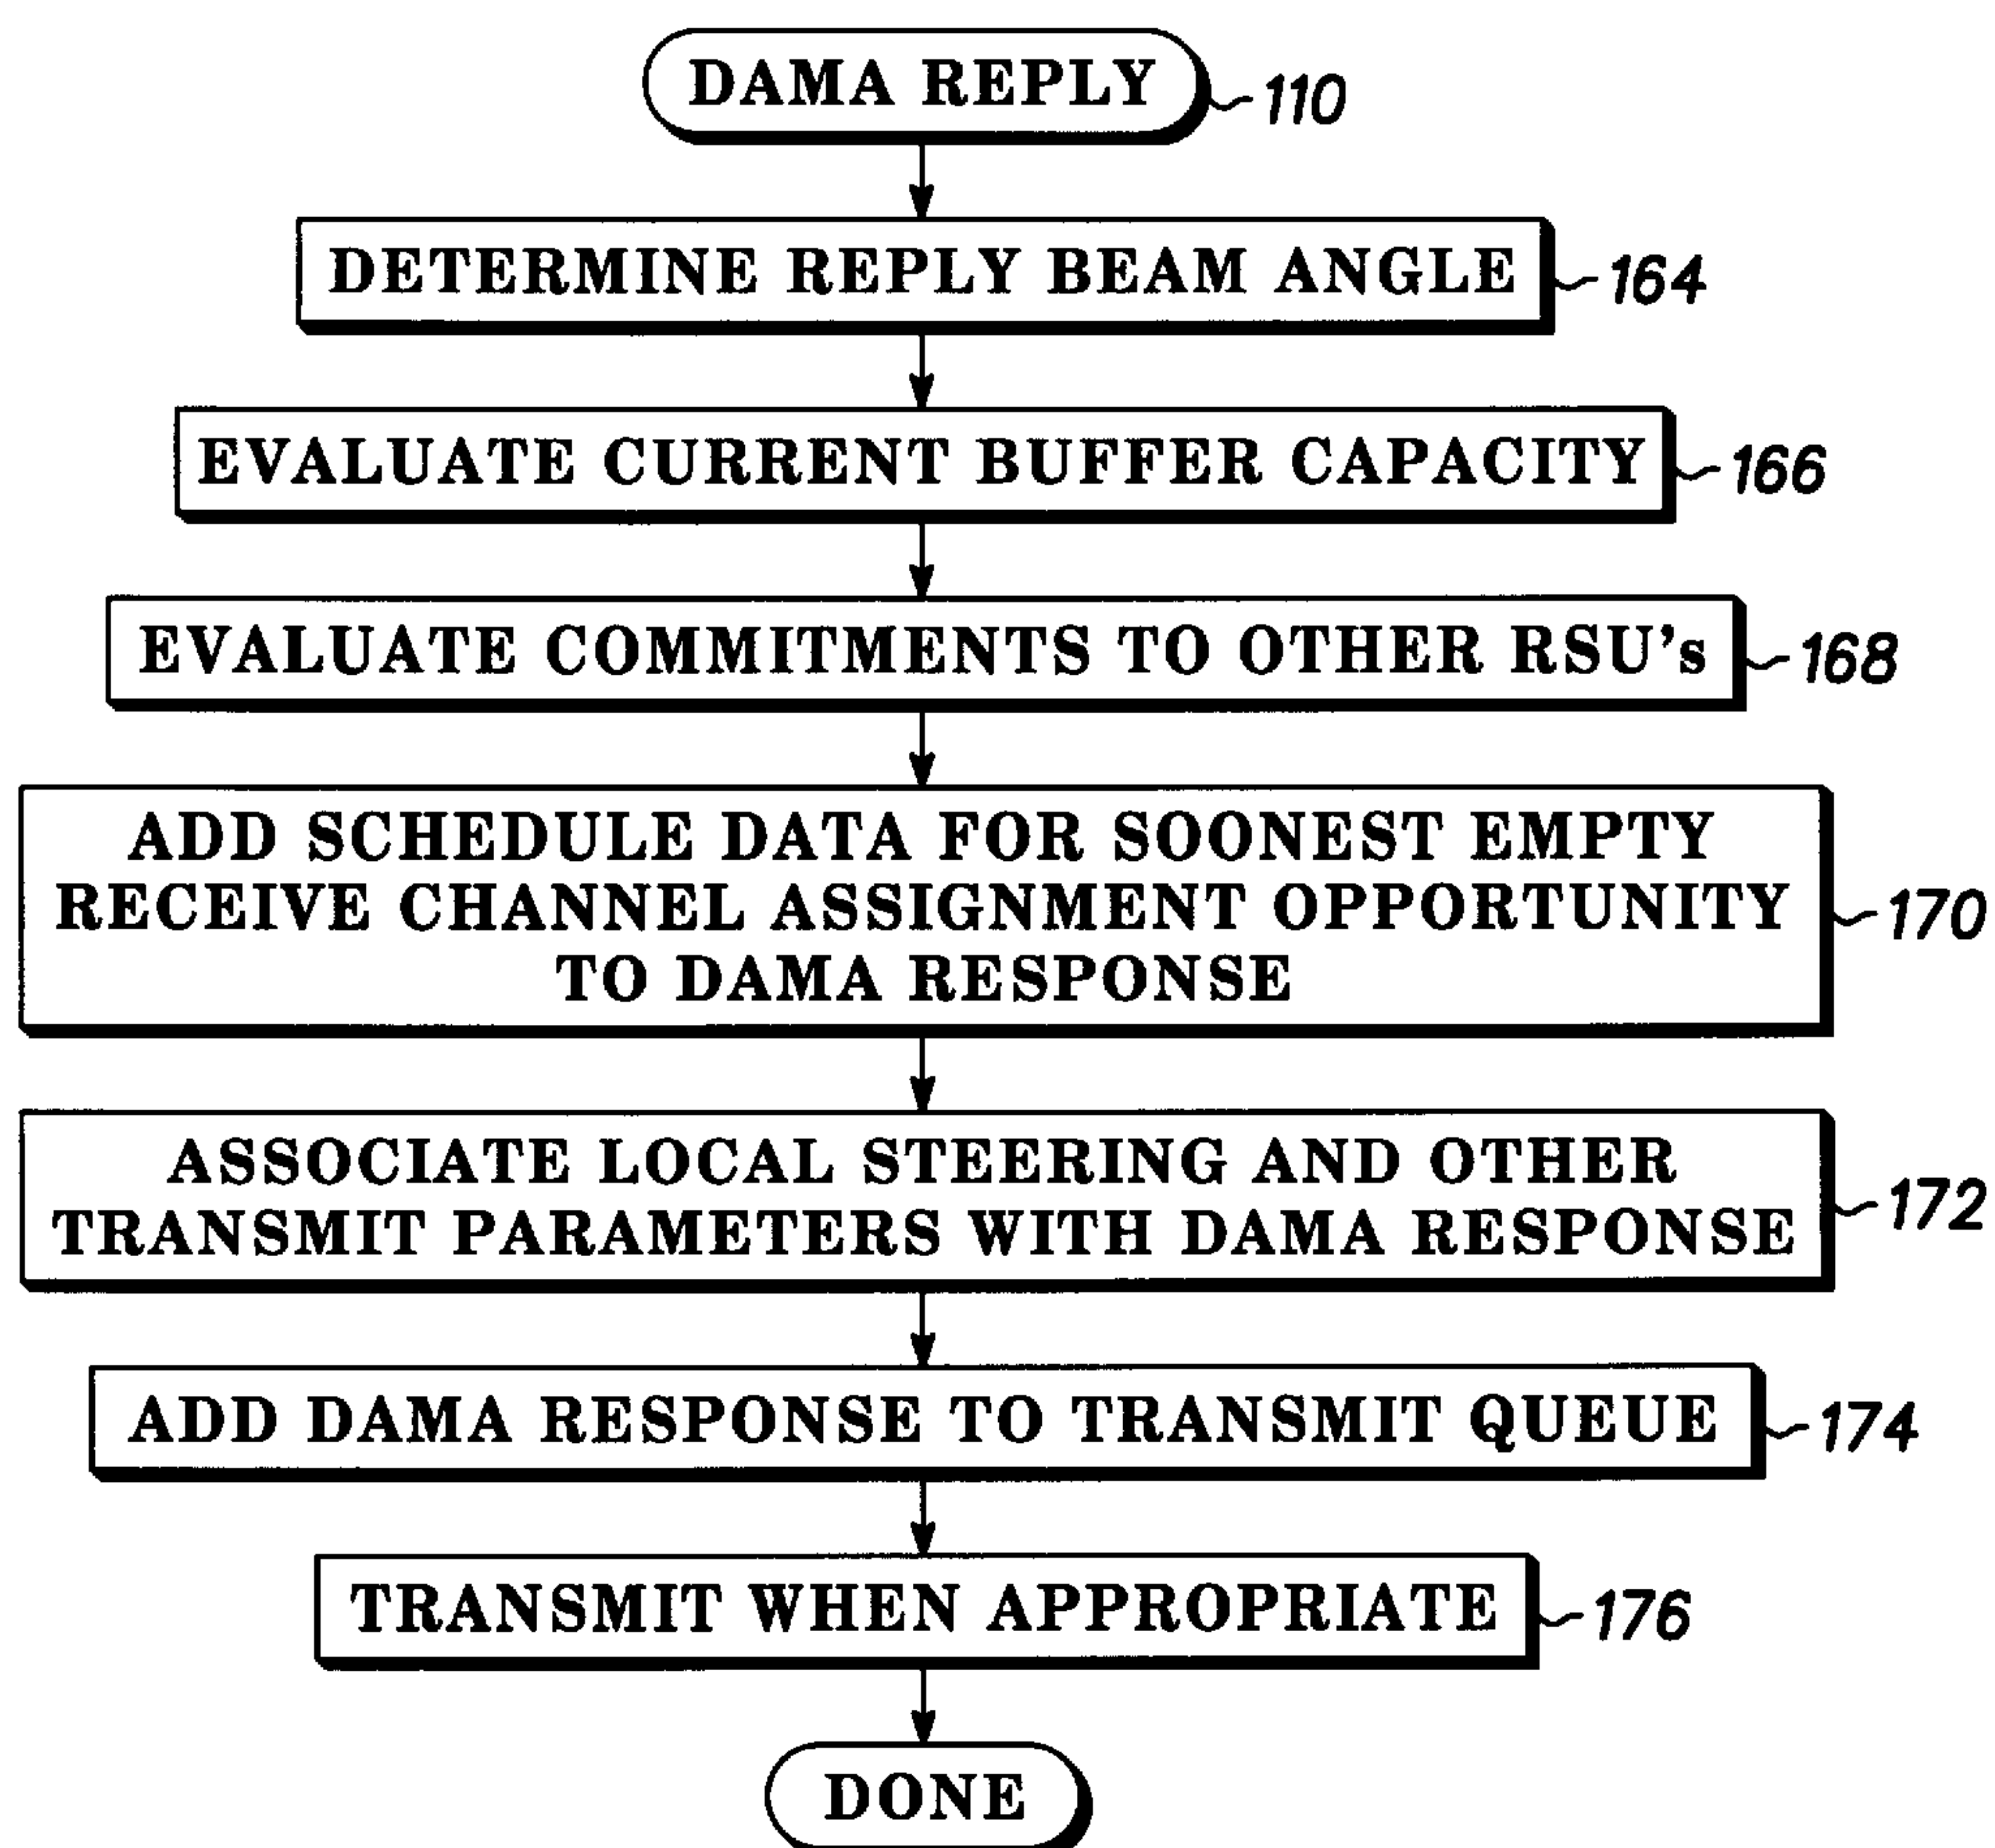 DAMA REPLY
110
DETERMINE REPLY BEAM ANGLE
164
EVALUATE CURRENT BUFFER CAPACITY
166
EVALUATE COMMITMENTS TO OTHER RSU's
168
ADD SCHEDULE DATA FOR SOONEST EMPTY
RECEIVE CHANNEL ASSIGNMENT OPPORTUNITY
TO DAMA RESPONSE
170
ASSOCIATE LOCAL STEERING AND OTHER
TRANSMIT PARAMETERS WITH DAMA RESPONSE
172
ADD DAMA RESPONSE TO TRANSMIT QUEUE
174
TRANSMIT WHEN APPROPRIATE
176
DONE